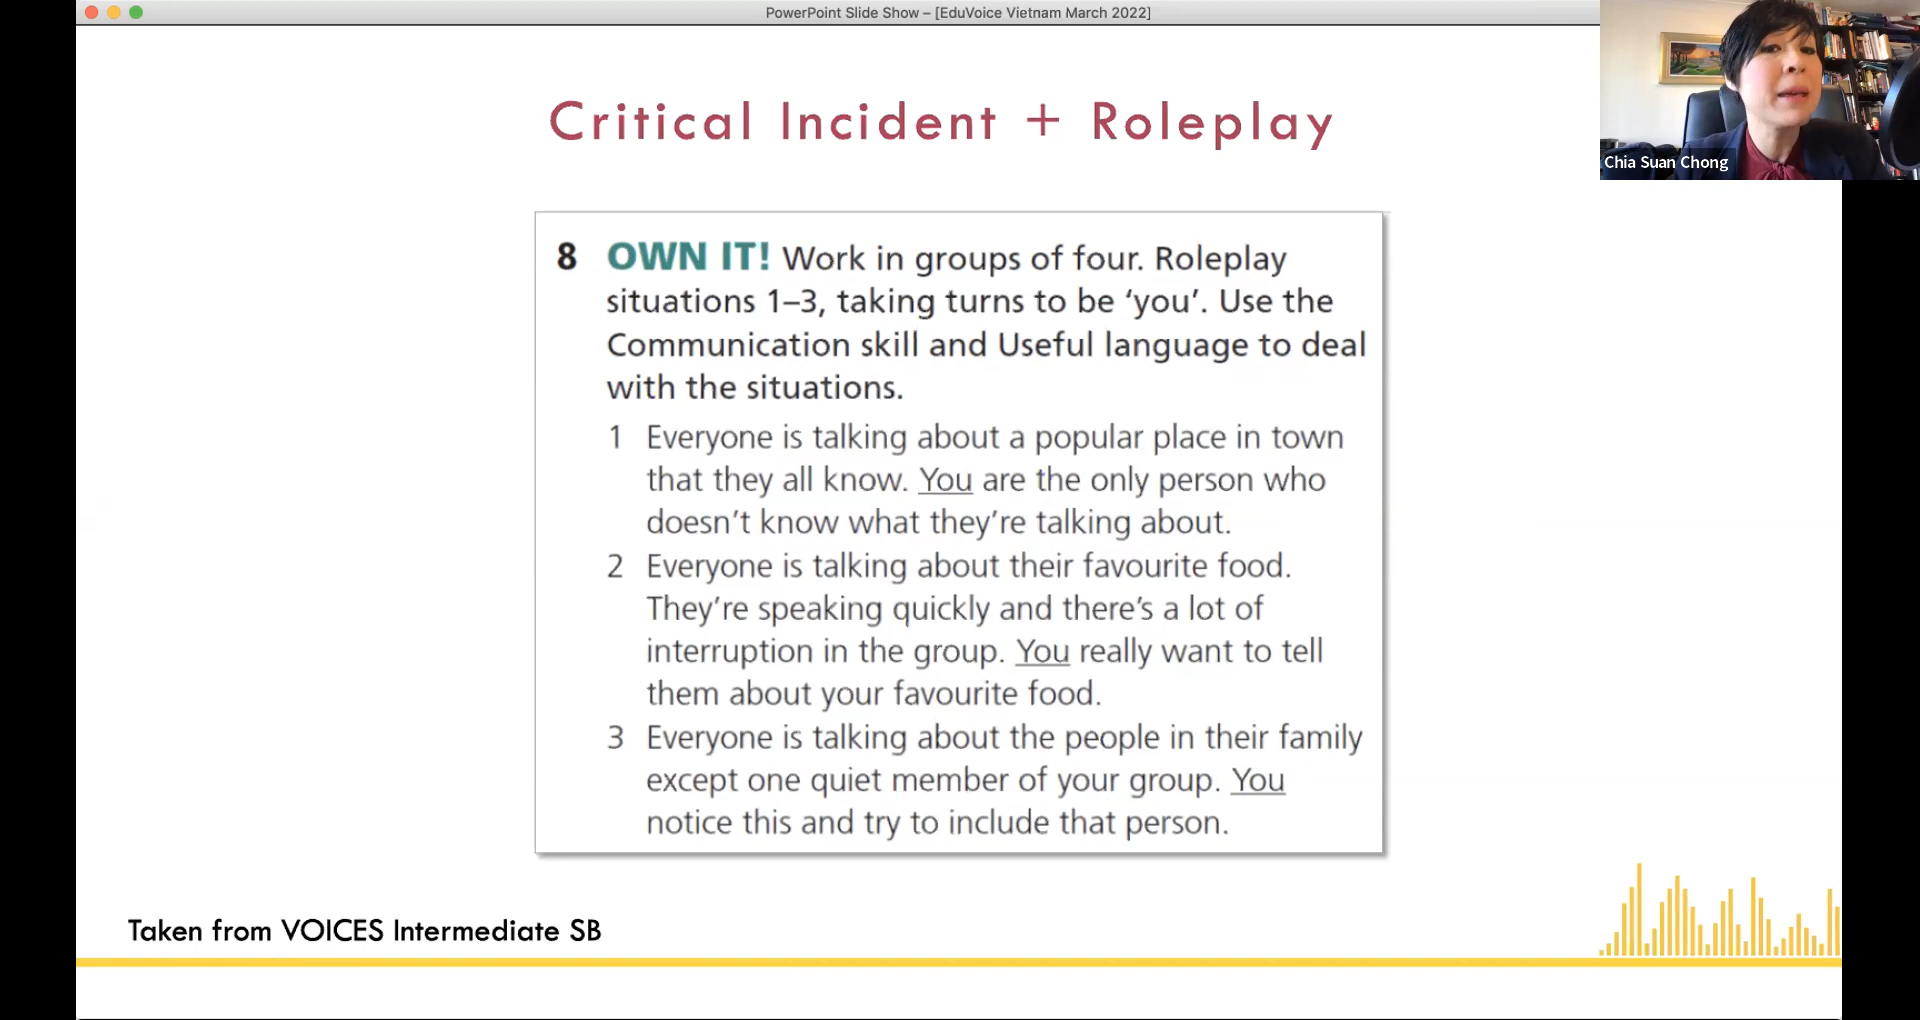 PowerPoint Slide Show – [EduVoice Vietnam March 2022]
Critical Incident + Roleplay
Chia Suan Chong
8 OWN IT! Work in groups of four. Roleplay
situations 1–3, taking turns to be ‘you’. Use the
Communication skill and Useful language to deal
with the situations.
1 Everyone is talking about a popular place in town
that they all know. You are the only person who
doesn’t know what they’re talking about.
2 Everyone is talking about their favourite food.
They’re speaking quickly and there’s a lot of
interruption in the group. You really want to tell
them about your favourite food.
3 Everyone is talking about the people in their family
except one quiet member of your group. You
notice this and try to include that person.
Taken from VOICES Intermediate SB